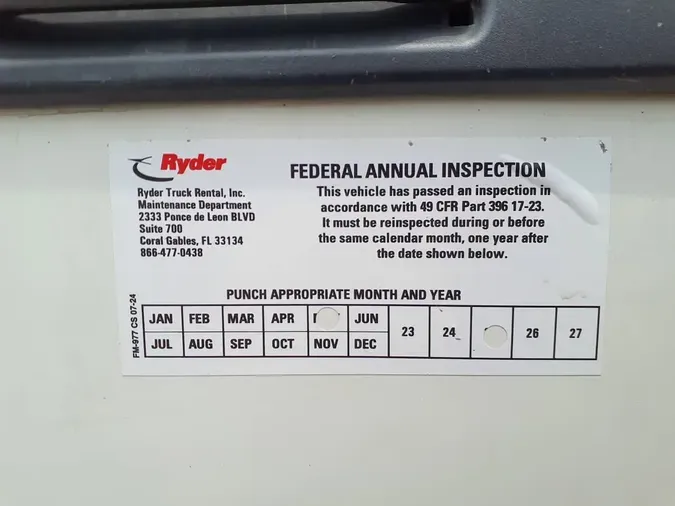 Ryder
Ryder Truck Rental, Inc.
Maintenance Department
2333 Ponce de Leon BLVD
Suite 700
Coral Gables, FL 33134
866-477-0438
FEDERAL ANNUAL INSPECTION
This vehicle has passed an inspection in
accordance with 49 CFR Part 396 17-23.
It must be reinspected during or before
the same calendar month, one year after
the date shown below.
PUNCH APPROPRIATE MONTH AND YEAR
FM-977 CS 07-24
JAN FEB MAR APR JUN
JUL AUG SEP OCT NOV DEC
23 24 26 27